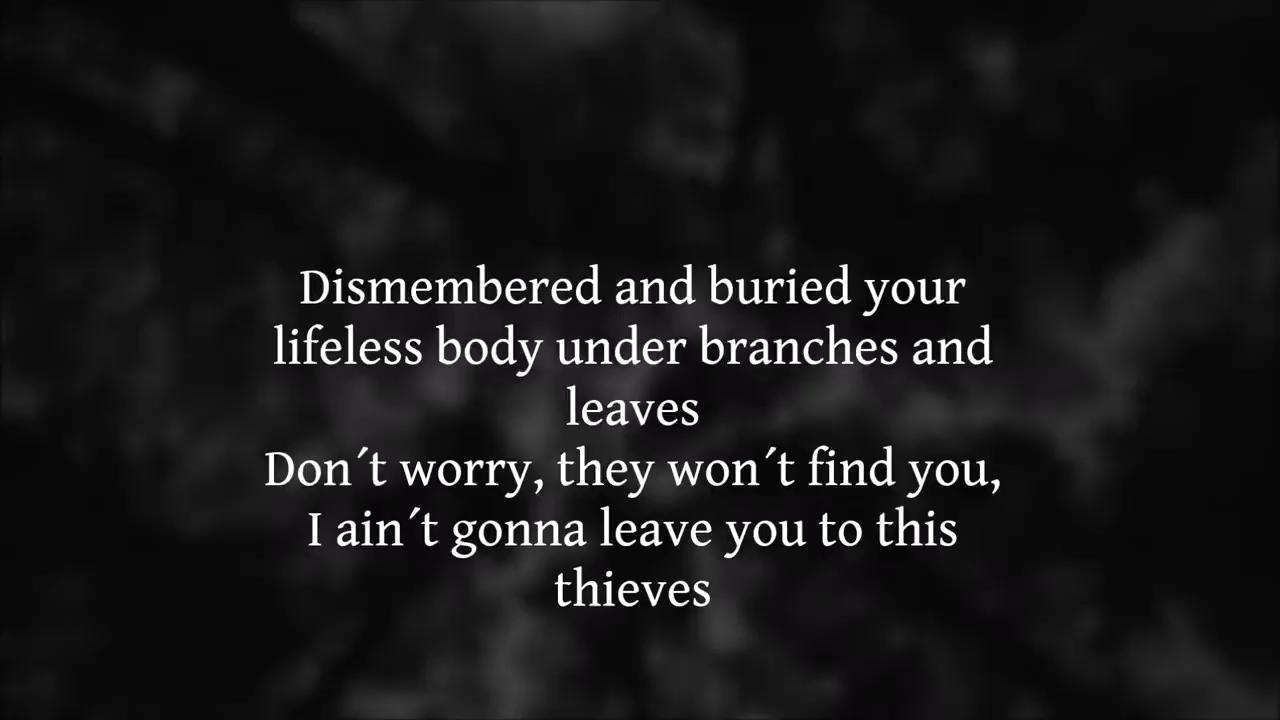 Dismembered and buried your
lifeless body under branches and
leaves
Don´t worry, they won´t find you,
I ain´t gonna leave you to this
thieves